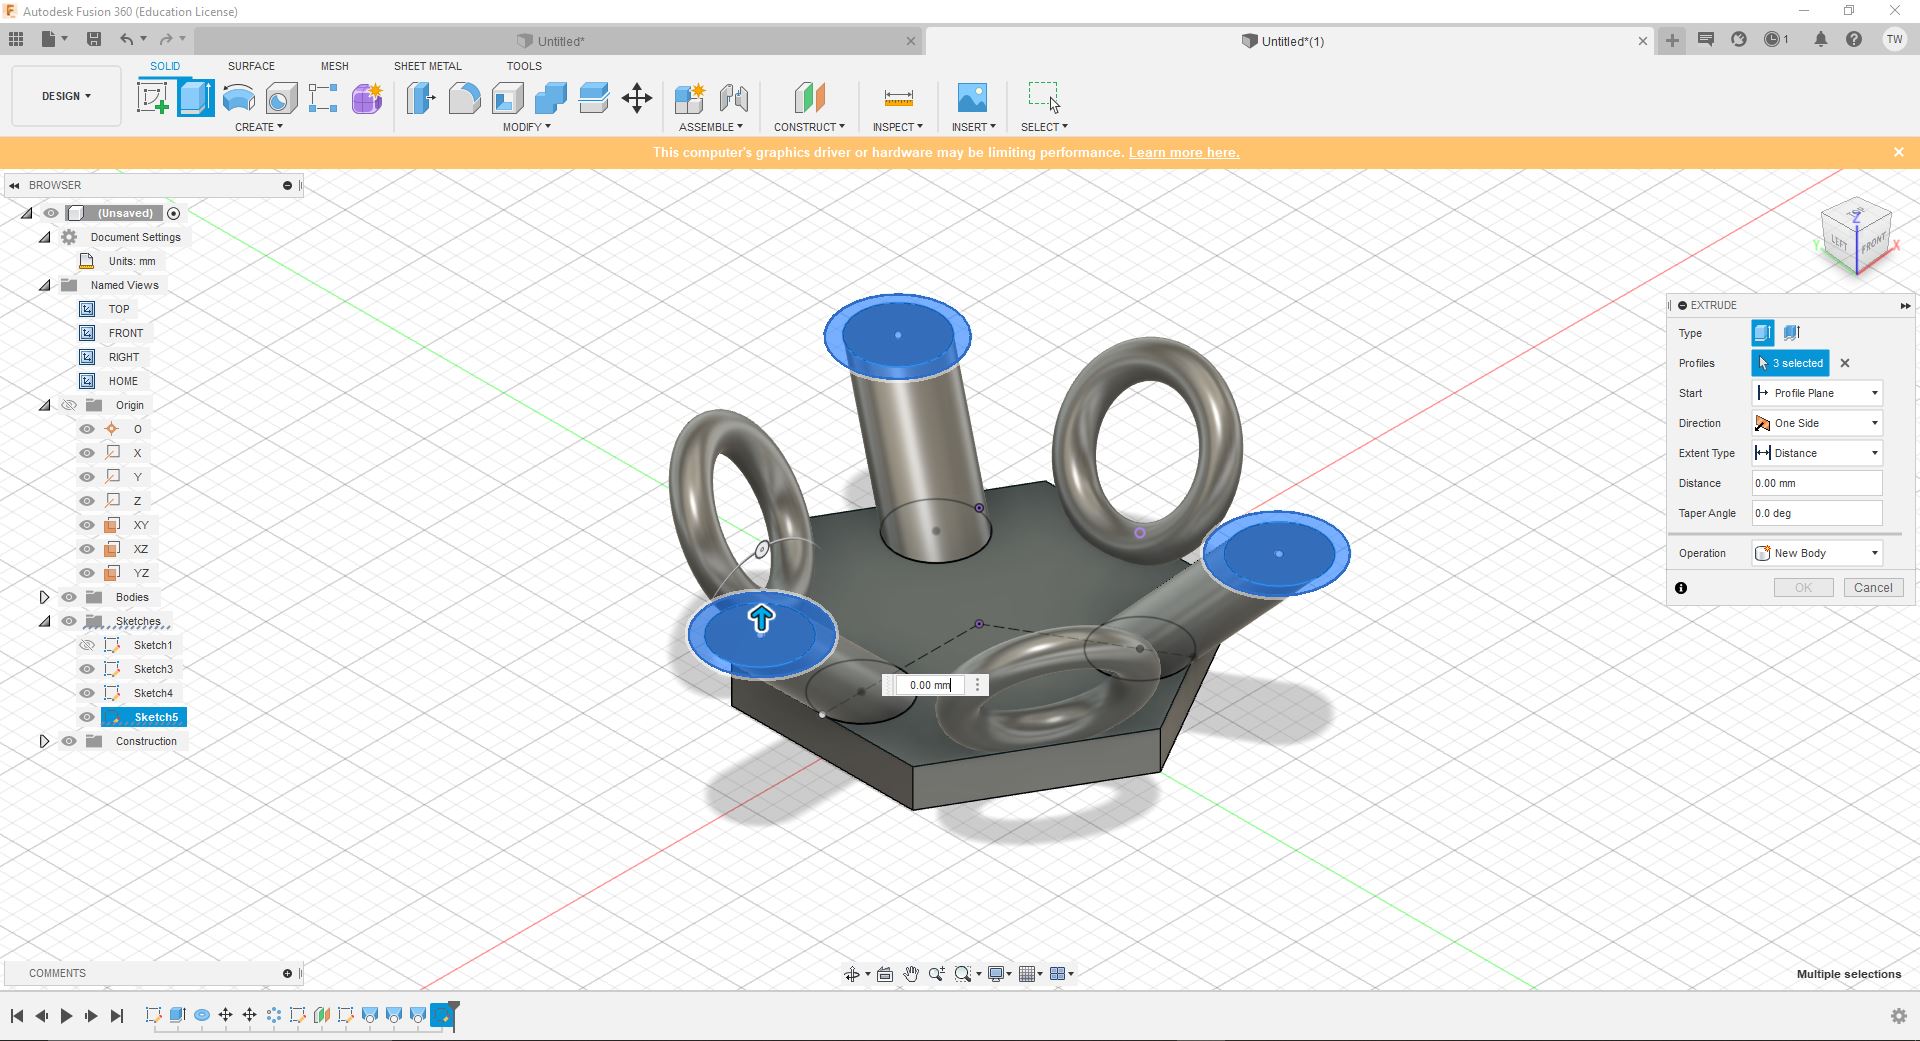 Autodesk Fusion 360 (Education License)
Untitled*
Untitled*(1)
1
TW
DESIGN
SOLID
SURFACE
MESH
SHEET METAL
TOOLS
CREATE
MODIFY
ASSEMBLE
CONSTRUCT
INSPECT
INSERT
SELECT
This computer's graphics driver or hardware may be limiting performance. Learn more here.
BROWSER
(Unsaved)
Document Settings
Units: mm
Named Views
TOP
FRONT
RIGHT
HOME
Origin
O
X
Y
Z
XY
XZ
YZ
Bodies
Sketches
Sketch1
Sketch3
Sketch4
Sketch5
Construction
TOP
Z
LEFT
FRONT
Y
X
EXTRUDE
Type
Profiles
3 selected
Start
Profile Plane
Direction
One Side
Extent Type
Distance
Distance
0.00 mm
Taper Angle
0.0 deg
Operation
New Body
OK
Cancel
0.00 mm
COMMENTS
Multiple selections